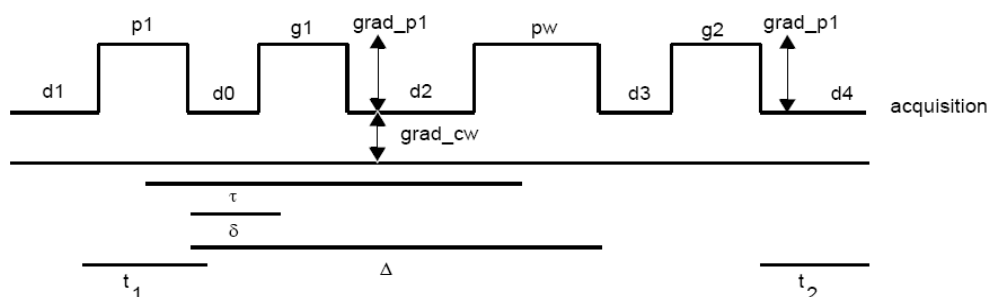 p1
g1
grad_p1
pw
g2
grad_p1
d1
d0
d2
d3
d4
acquisition
grad_cw
τ
δ
Δ
t1
t2